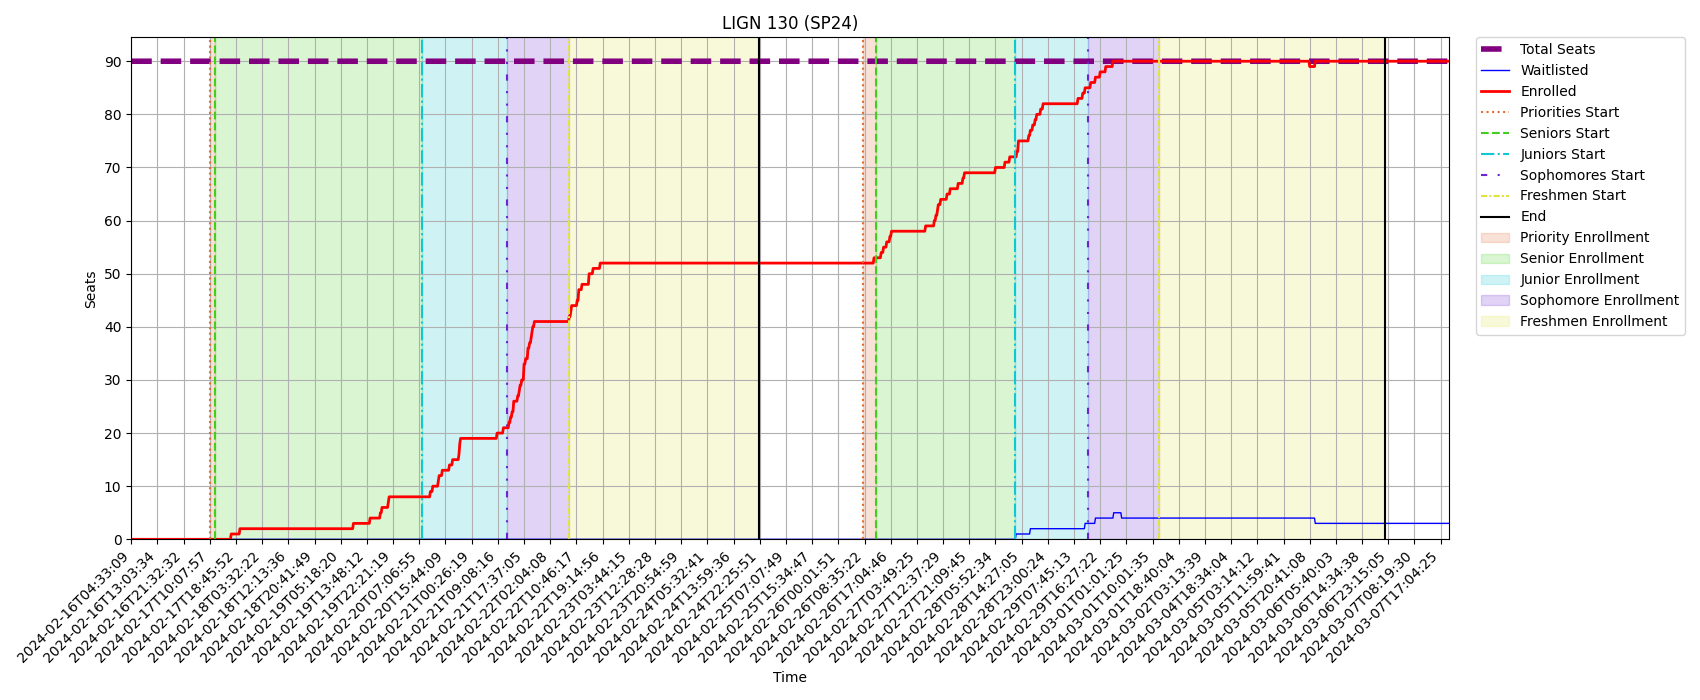 LIGN 130 (SP24)
Seats
90
80
70
60
50
40
30
20
10
0
2024-02-16T04:33:09
2024-02-16T13:03:34
2024-02-16T21:32:32
2024-02-17T10:07:57
2024-02-17T18:45:52
2024-02-18T03:32:22
2024-02-18T12:13:36
2024-02-18T20:41:49
2024-02-19T05:18:20
2024-02-19T13:48:12
2024-02-19T22:21:19
2024-02-20T07:06:55
2024-02-20T15:44:09
2024-02-21T00:26:19
2024-02-21T09:08:16
2024-02-21T17:37:05
2024-02-22T02:04:08
2024-02-22T10:46:17
2024-02-22T19:14:56
2024-02-23T03:44:15
2024-02-23T12:28:28
2024-02-23T20:54:59
2024-02-24T05:32:41
2024-02-24T13:59:36
2024-02-24T22:25:51
2024-02-25T07:07:49
2024-02-25T15:34:47
2024-02-26T00:01:51
2024-02-26T08:35:22
2024-02-26T17:04:46
2024-02-27T03:49:25
2024-02-27T12:37:29
2024-02-27T21:09:45
2024-02-28T05:52:34
2024-02-28T14:27:05
2024-02-28T23:00:24
2024-02-29T07:45:13
2024-02-29T16:27:22
2024-03-01T01:01:25
2024-03-01T10:01:35
2024-03-01T18:40:04
2024-03-02T03:13:39
2024-03-04T18:34:04
2024-03-05T03:14:12
2024-03-05T11:59:41
2024-03-05T20:41:08
2024-03-06T05:40:03
2024-03-06T14:34:38
2024-03-06T23:15:05
2024-03-07T08:19:30
2024-03-07T17:04:25
Time
Total Seats
Waitlisted
Enrolled
Priorities Start
Seniors Start
Juniors Start
Sophomores Start
Freshmen Start
End
Priority Enrollment
Senior Enrollment
Junior Enrollment
Sophomore Enrollment
Freshmen Enrollment